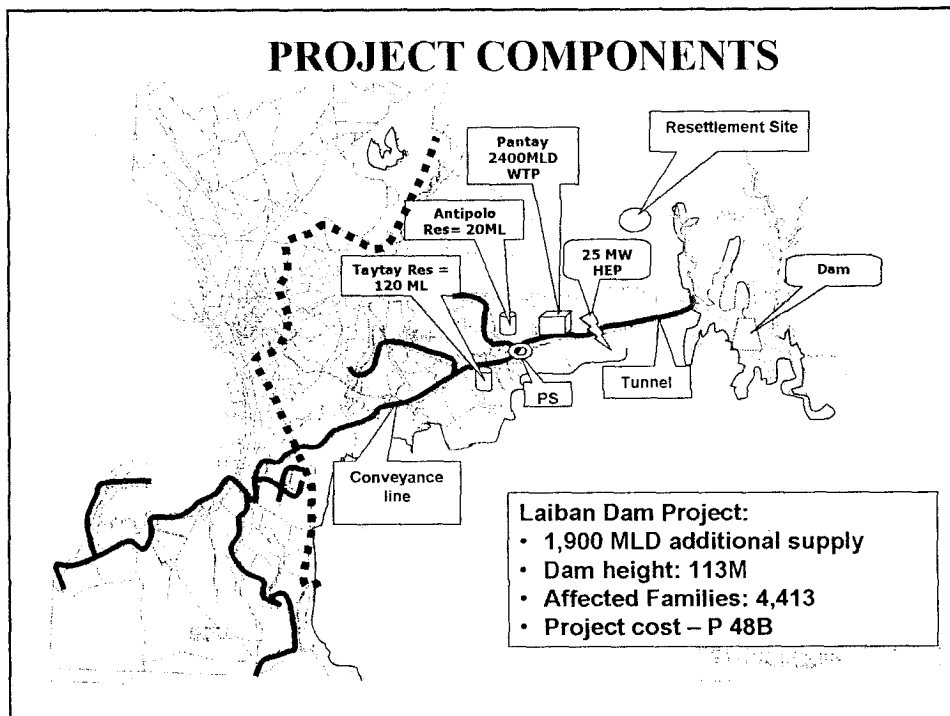 PROJECT COMPONENTS
Resettlement Site
Pantay
2400MLD
WTP
Antipolo
Res= 20ML
25 MW
HEP
Taytay Res =
120 ML
Dam
Tunnel
PS
Conveyance
line
Laiban Dam Project:
• 1,900 MLD additional supply
• Dam height: 113M
• Affected Families: 4,413
• Project cost – P 48B